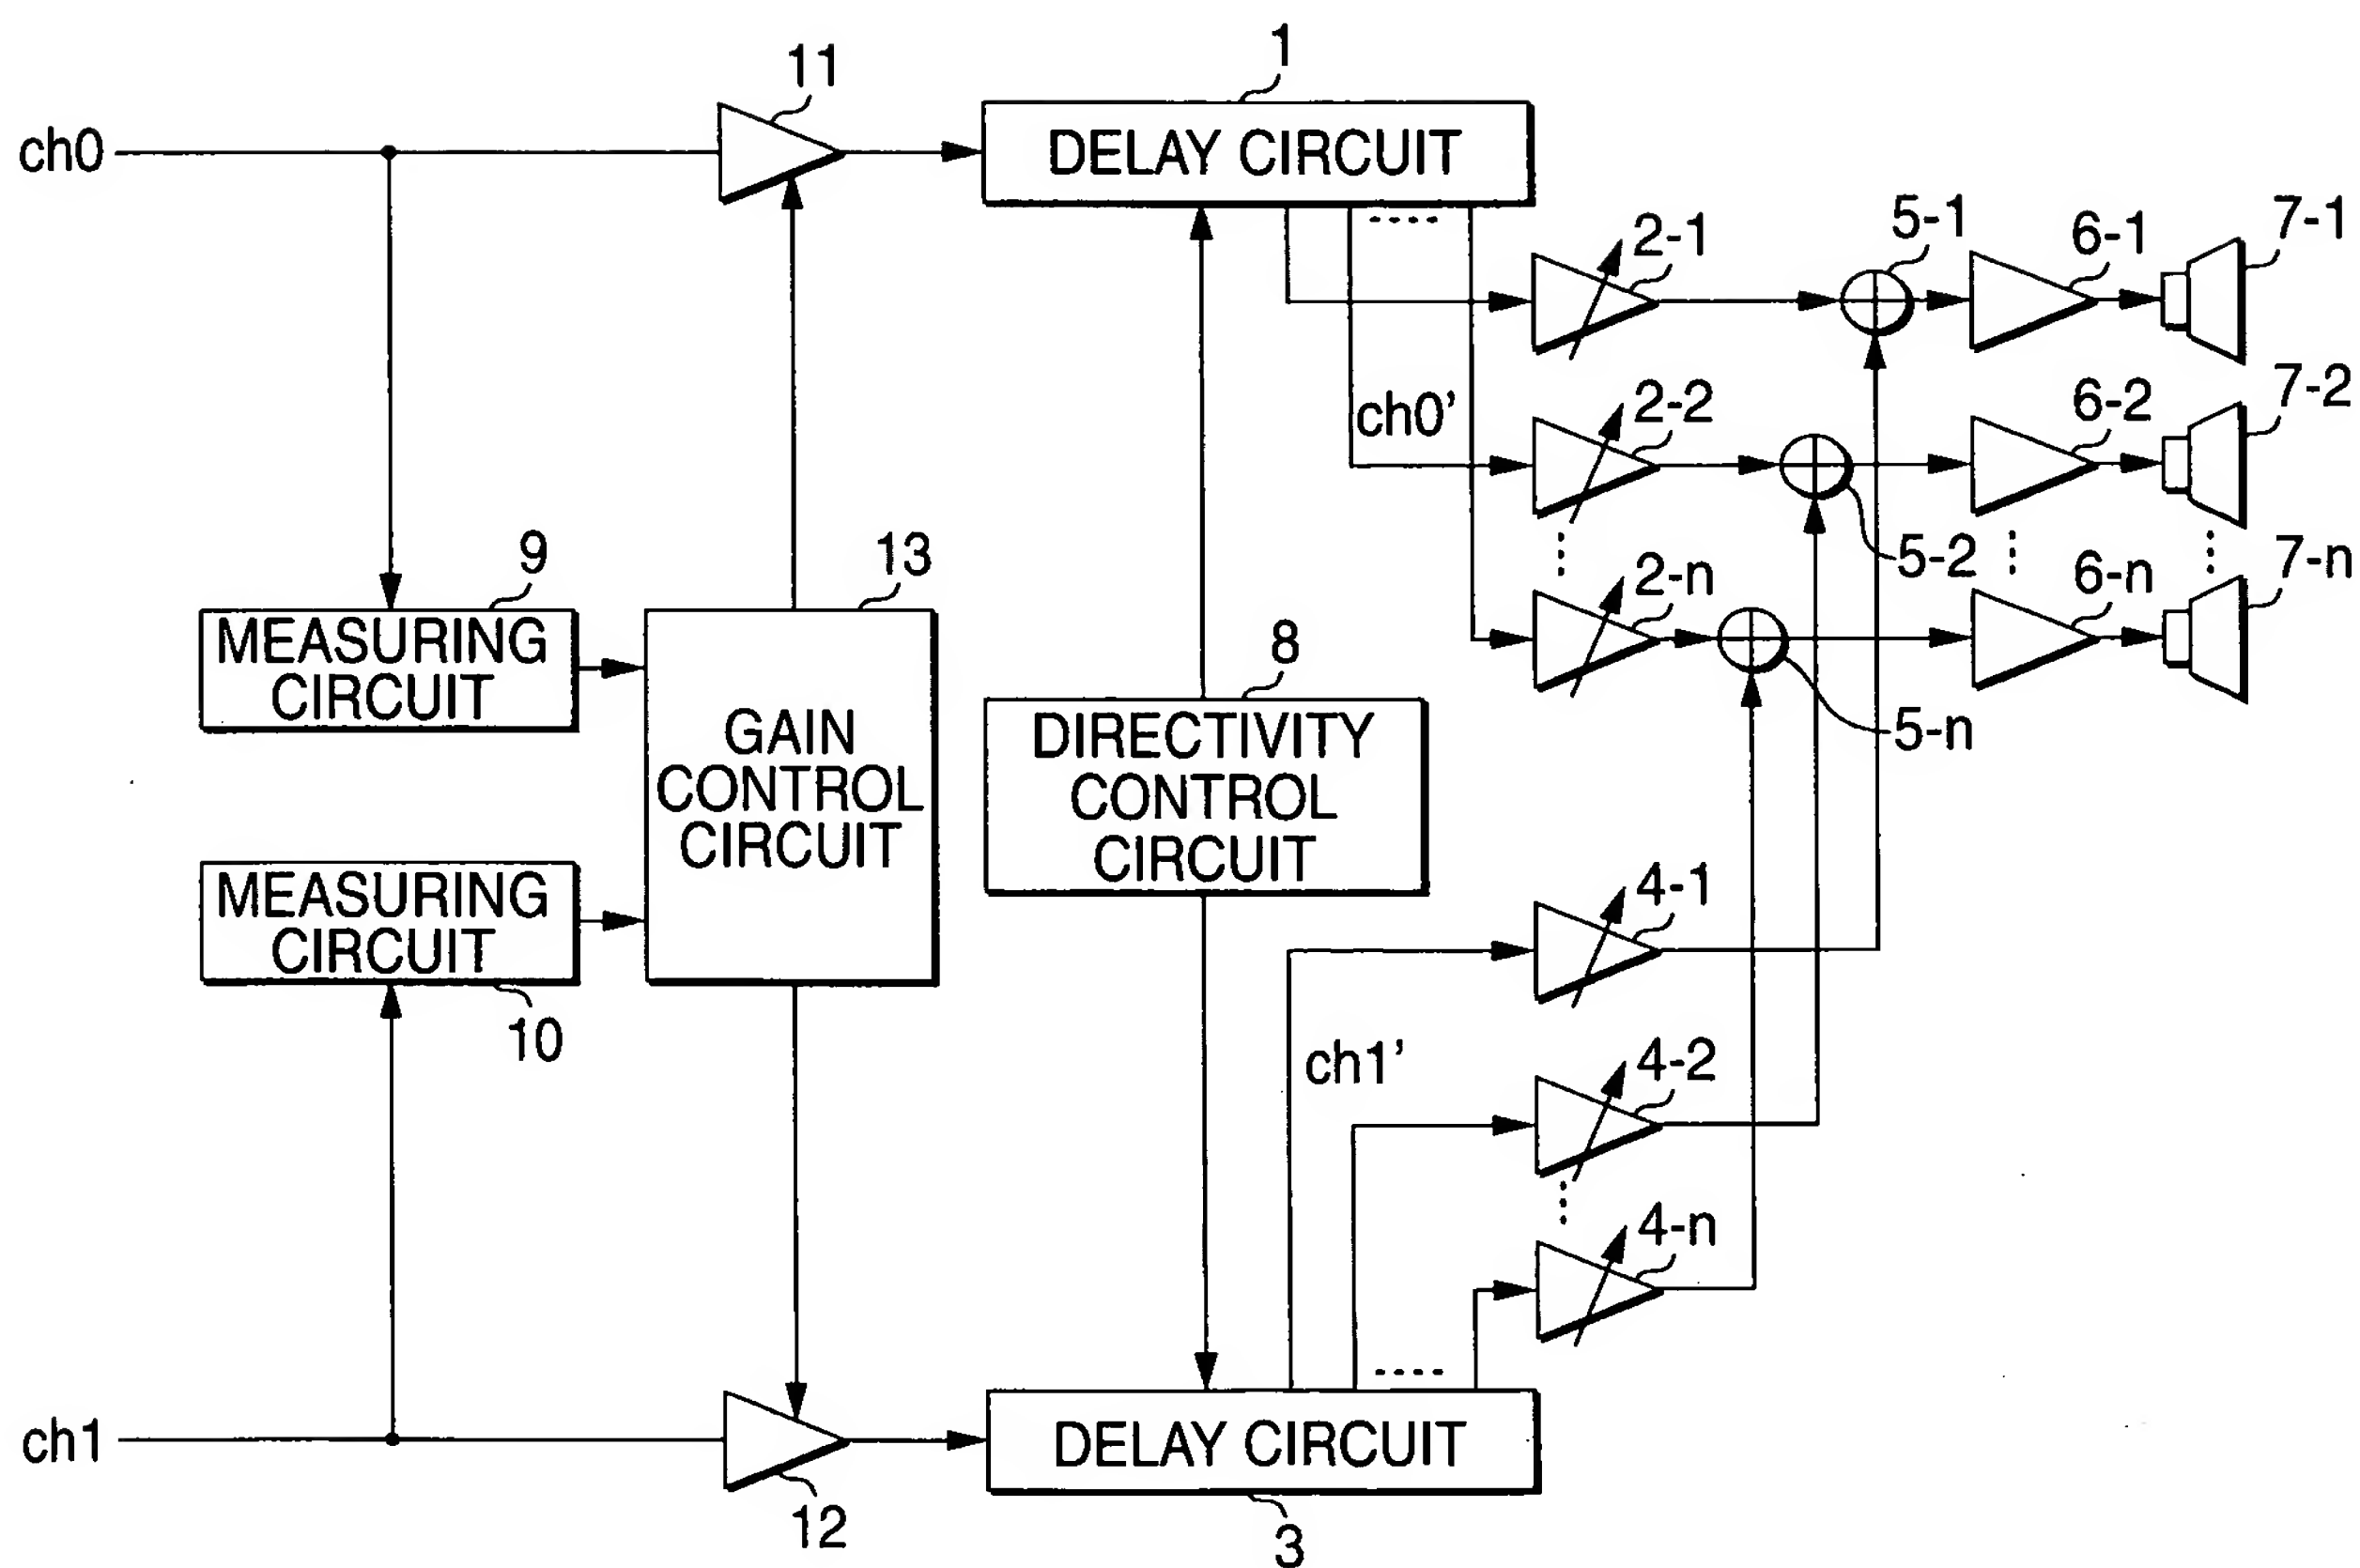 1
11
ch0
DELAY CIRCUIT
2-1
5-1
6-1
7-1
ch0’
2-2
6-2
7-2
5-2
2-n
6-n
7-n
5-n
9
MEASURING
CIRCUIT
13
GAIN
CONTROL
CIRCUIT
8
DIRECTIVITY
CONTROL
CIRCUIT
MEASURING
CIRCUIT
10
4-1
ch1’
4-2
4-n
ch1
12
DELAY CIRCUIT
3